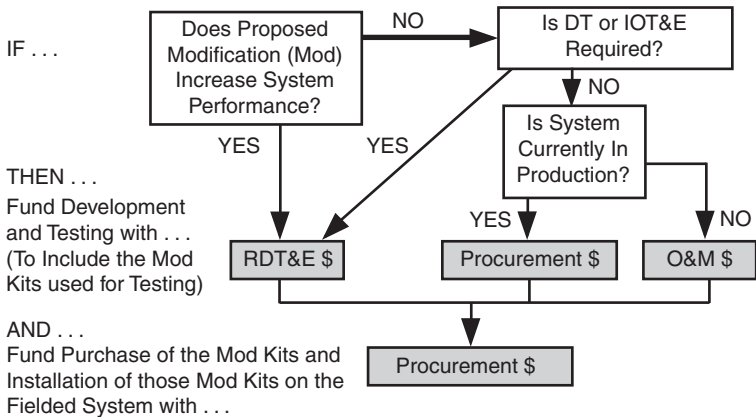 IF . . .
Does Proposed
Modification (Mod)
Increase System
Performance?
NO
Is DT or IOT&E
Required?
YES
YES
NO
Is System
Currently In
Production?
THEN . . .
Fund Development
and Testing with . . .
(To Include the Mod
Kits used for Testing)
YES
NO
RDT&E $
Procurement $
O&M $
AND . . .
Fund Purchase of the Mod Kits and
Installation of those Mod Kits on the
Fielded System with . . .
Procurement $